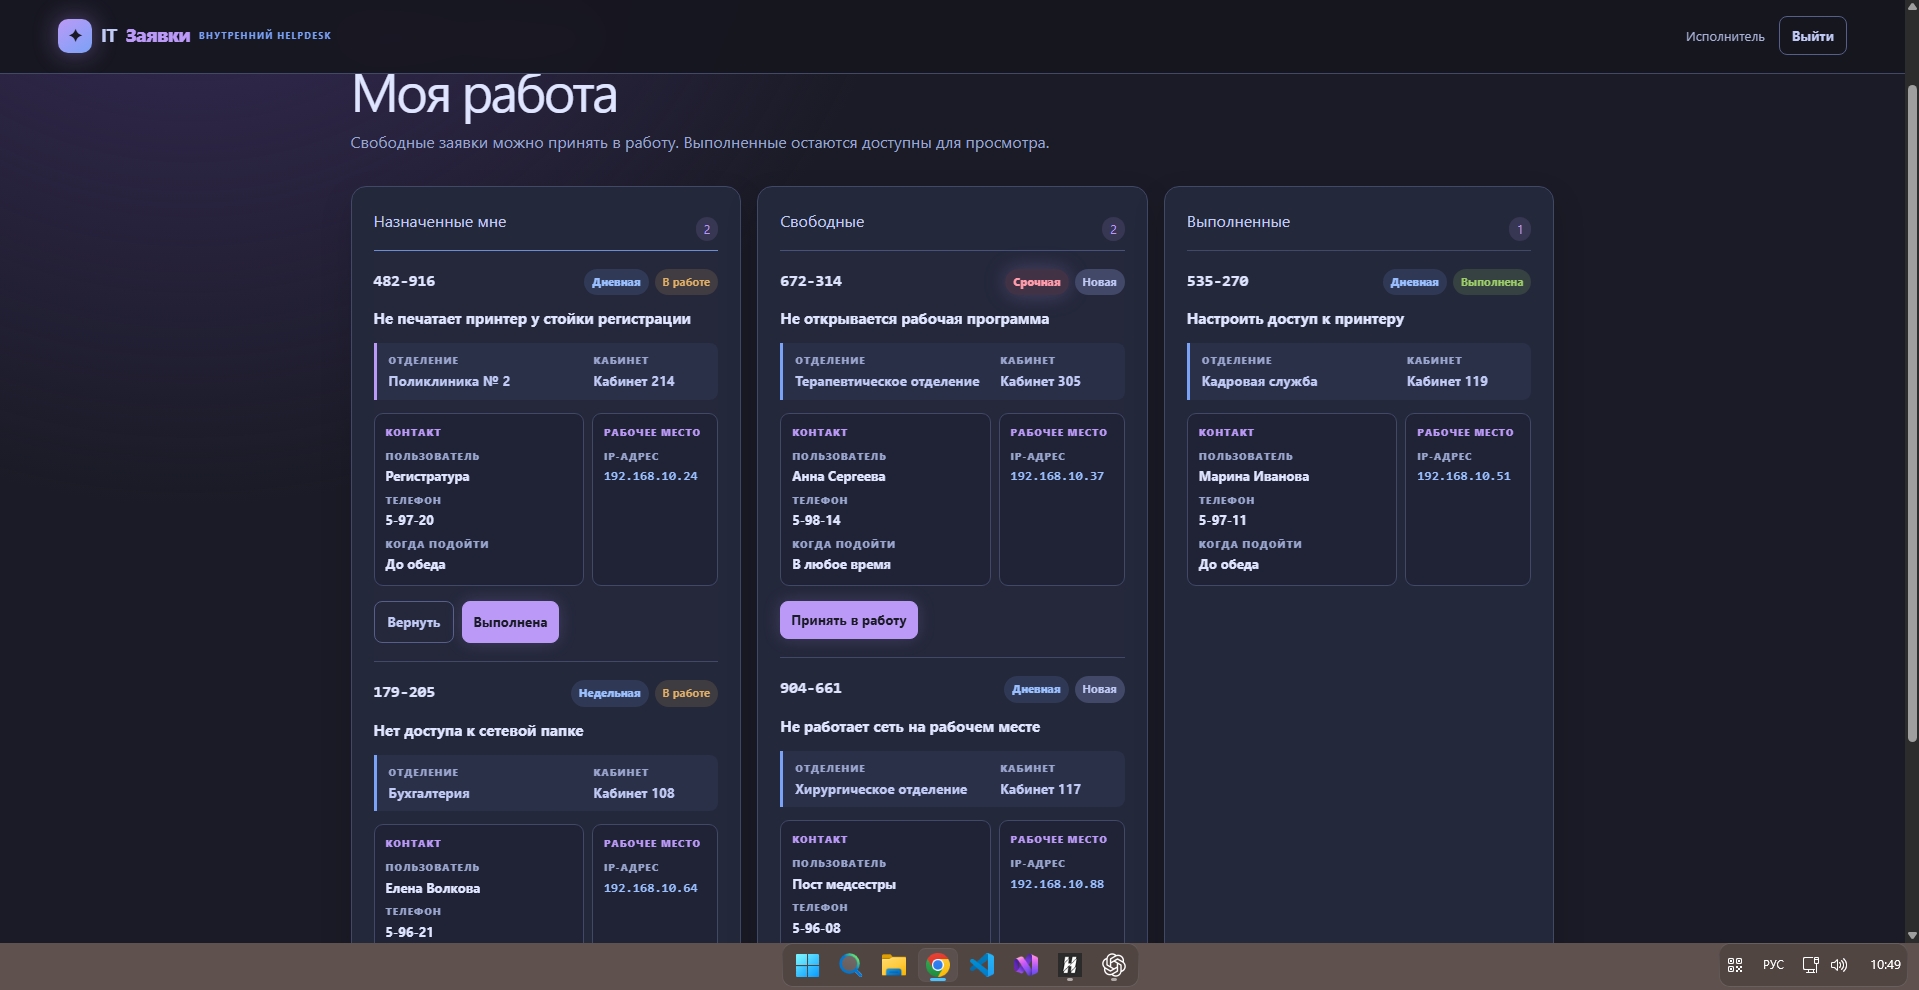 IT Заявки ВНУТРЕННИЙ HELPDESK
Исполнитель
Выйти
Моя работа
Свободные заявки можно принять в работу. Выполненные остаются доступны для просмотра.
Назначенные мне
2
482-916
Дневная
В работе
Не печатает принтер у стойки регистрации
ОТДЕЛЕНИЕ
КАБИНЕТ
Поликлиника № 2
Кабинет 214
КОНТАКТ
ПОЛЬЗОВАТЕЛЬ
Регистратура
ТЕЛЕФОН
5-97-20
КОГДА ПОДОЙТИ
До обеда
РАБОЧЕЕ МЕСТО
IP-АДРЕС
192.168.10.24
Вернуть
Выполнена
179-205
Недельная
В работе
Нет доступа к сетевой папке
ОТДЕЛЕНИЕ
КАБИНЕТ
Бухгалтерия
Кабинет 108
КОНТАКТ
ПОЛЬЗОВАТЕЛЬ
Елена Волкова
ТЕЛЕФОН
5-96-21
РАБОЧЕЕ МЕСТО
IP-АДРЕС
192.168.10.64
Свободные
2
672-314
Срочная
Новая
Не открывается рабочая программа
ОТДЕЛЕНИЕ
КАБИНЕТ
Терапевтическое отделение
Кабинет 305
КОНТАКТ
ПОЛЬЗОВАТЕЛЬ
Анна Сергеева
ТЕЛЕФОН
5-98-14
КОГДА ПОДОЙТИ
В любое время
РАБОЧЕЕ МЕСТО
IP-АДРЕС
192.168.10.37
Принять в работу
904-661
Дневная
Новая
Не работает сеть на рабочем месте
ОТДЕЛЕНИЕ
КАБИНЕТ
Хирургическое отделение
Кабинет 117
КОНТАКТ
ПОЛЬЗОВАТЕЛЬ
Пост медсестры
ТЕЛЕФОН
5-96-08
РАБОЧЕЕ МЕСТО
IP-АДРЕС
192.168.10.88
Выполненные
1
535-270
Дневная
Выполнена
Настроить доступ к принтеру
ОТДЕЛЕНИЕ
КАБИНЕТ
Кадровая служба
Кабинет 119
КОНТАКТ
ПОЛЬЗОВАТЕЛЬ
Марина Иванова
ТЕЛЕФОН
5-97-11
КОГДА ПОДОЙТИ
До обеда
РАБОЧЕЕ МЕСТО
IP-АДРЕС
192.168.10.51
РУС
10:49